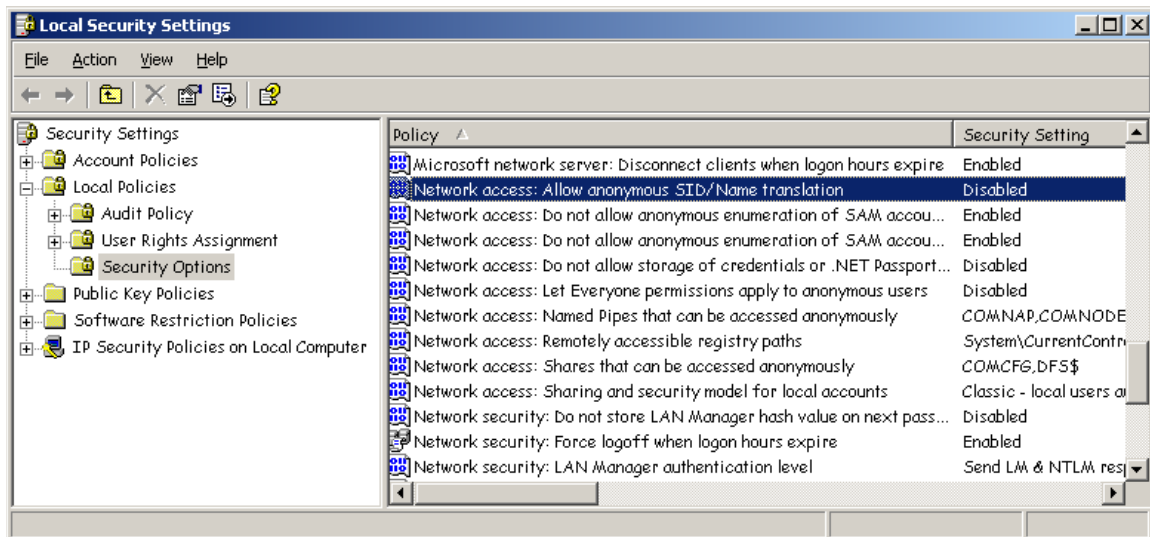 Local Security Settings
File Action View Help
Security Settings
Account Policies
Local Policies
Audit Policy
User Rights Assignment
Security Options
Public Key Policies
Software Restriction Policies
IP Security Policies on Local Computer
Policy Security Setting
Microsoft network server: Disconnect clients when logon hours expire Enabled
Network access: Allow anonymous SID/Name translation Disabled
Network access: Do not allow anonymous enumeration of SAM accou... Enabled
Network access: Do not allow anonymous enumeration of SAM accou... Enabled
Network access: Do not allow storage of credentials or .NET Passport... Disabled
Network access: Let Everyone permissions apply to anonymous users Disabled
Network access: Named Pipes that can be accessed anonymously COMNAP,COMNODE
Network access: Remotely accessible registry paths System\CurrentContr
Network access: Shares that can be accessed anonymously COMCFG,DFS$
Network access: Sharing and security model for local accounts Classic - local users a
Network security: Do not store LAN Manager hash value on next pass... Disabled
Network security: Force logoff when logon hours expire Enabled
Network security: LAN Manager authentication level Send LM & NTLM res